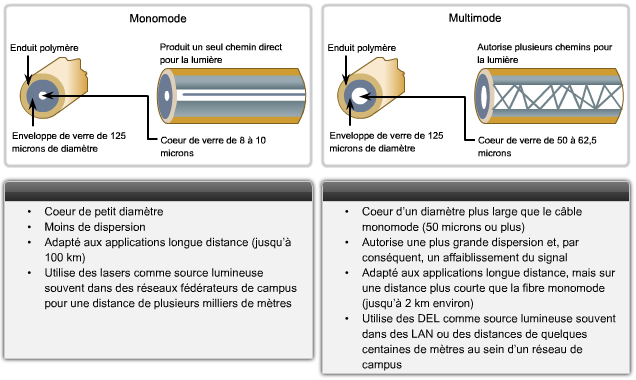 Monomode
Enduit polymère
Produit un seul chemin direct
pour la lumière
Enveloppe de verre de 125
microns de diamètre
Coeur de verre de 8 à 10
microns
Multimode
Enduit polymère
Autorise plusieurs chemins pour
la lumière
Enveloppe de verre de 125
microns de diamètre
Coeur de verre de 50 à 62,5
microns
• Coeur de petit diamètre
• Moins de dispersion
• Adapté aux applications longue distance (jusqu'à
100 km)
• Utilise des lasers comme source lumineuse
souvent dans des réseaux fédérateurs de campus
pour une distance de plusieurs milliers de mètres
• Coeur d'un diamètre plus large que le câble
monomode (50 microns ou plus)
• Autorise une plus grande dispersion et, par
conséquent, un affaiblissement du signal
• Adapté aux applications longue distance, mais sur
une distance plus courte que la fibre monomode
(jusqu'à 2 km environ)
• Utilise des DEL comme source lumineuse souvent
dans des LAN ou des distances de quelques
centaines de mètres au sein d'un réseau de
campus